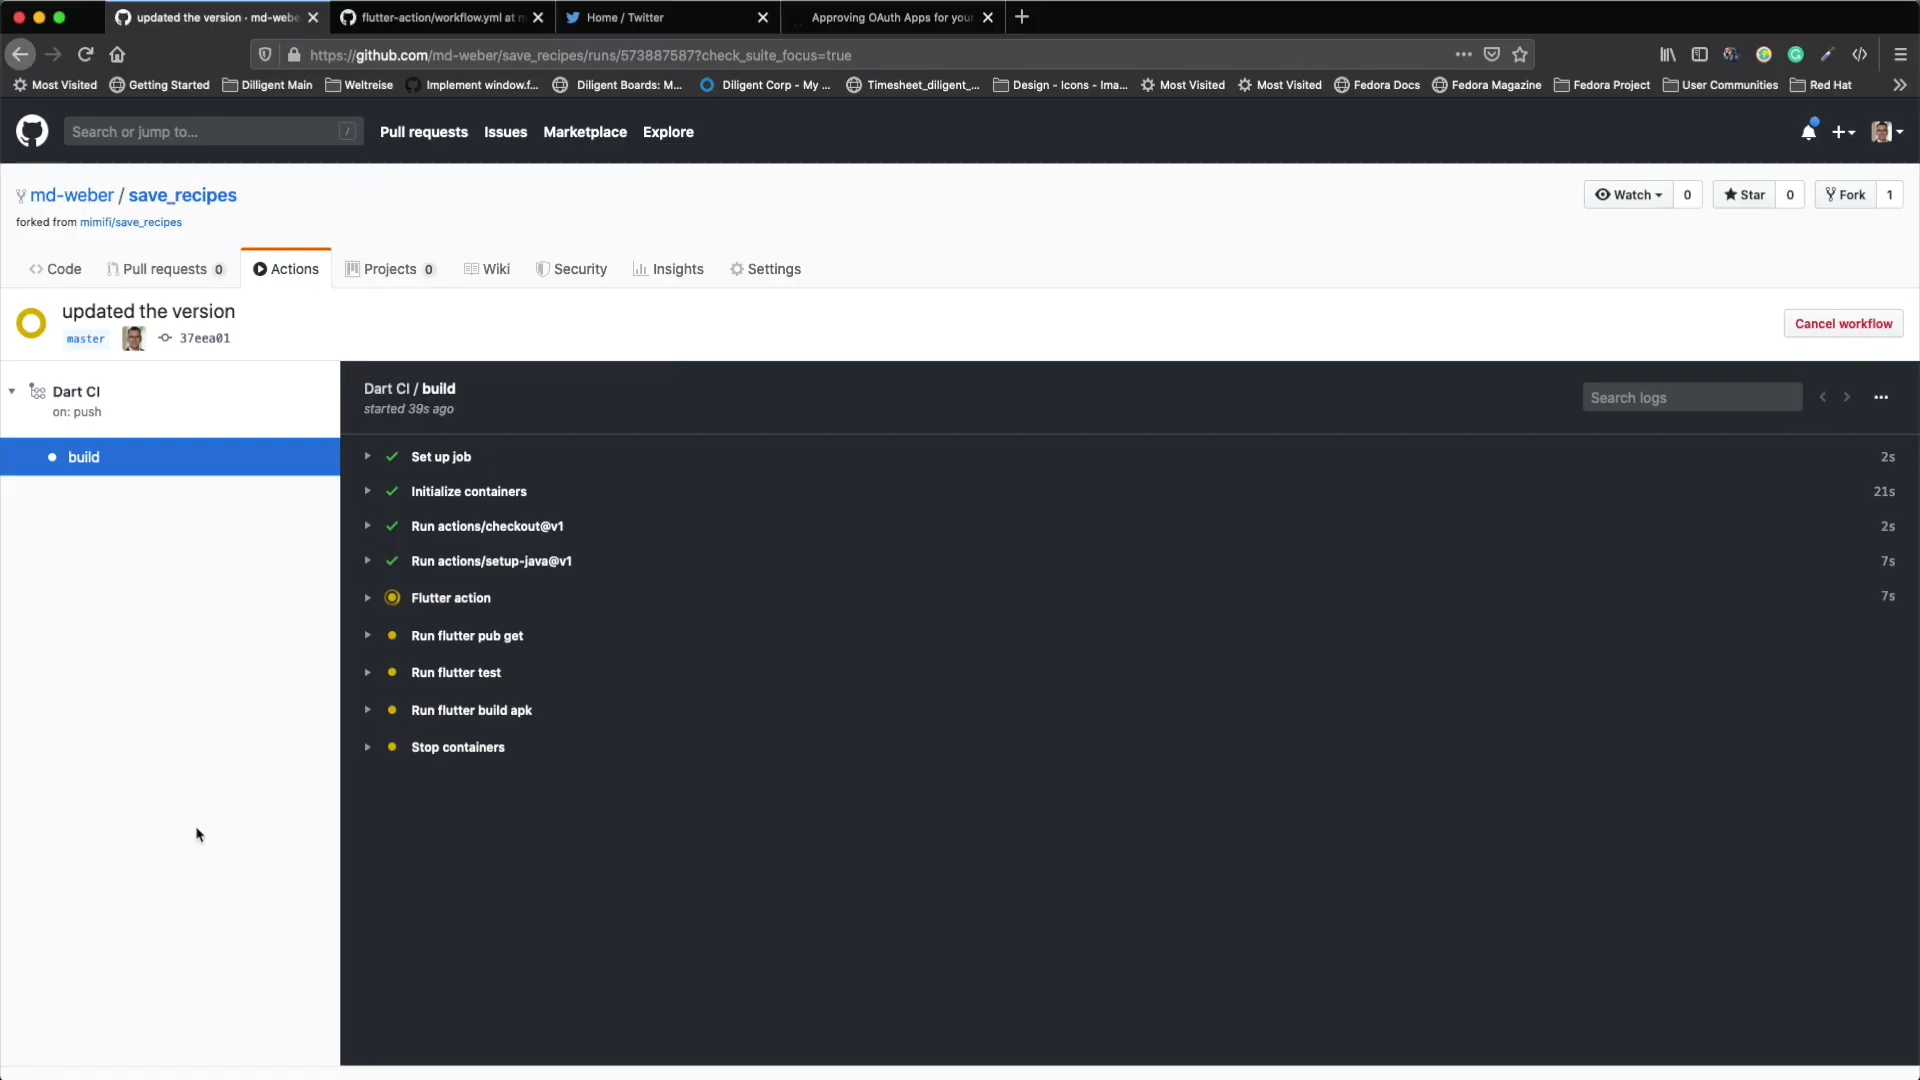 updated the version · md-webe
flutter-action/workflow.yml at m
Home / Twitter
Approving OAuth Apps for your
https://github.com/md-weber/save_recipes/runs/573887587?check_suite_focus=true
Most Visited
Getting Started
Dilligent Main
Weltreise
Implement window.f...
Diligent Boards: M...
Diligent Corp - My ...
Timesheet_diligent_...
Design - Icons - Ima...
Most Visited
Most Visited
Fedora Docs
Fedora Magazine
Fedora Project
User Communities
Red Hat
Search or jump to...
/
Pull requests
Issues
Marketplace
Explore
md-weber / save_recipes
Watch
0
Star
0
Fork
1
forked from mimifi/save_recipes
Code
Pull requests 0
Actions
Projects 0
Wiki
Security
Insights
Settings
updated the version
master
37eea01
Cancel workflow
Dart CI
on: push
build
Dart CI / build
started 39s ago
Search logs
Set up job
2s
Initialize containers
21s
Run actions/checkout@v1
2s
Run actions/setup-java@v1
7s
Flutter action
7s
Run flutter pub get
Run flutter test
Run flutter build apk
Stop containers